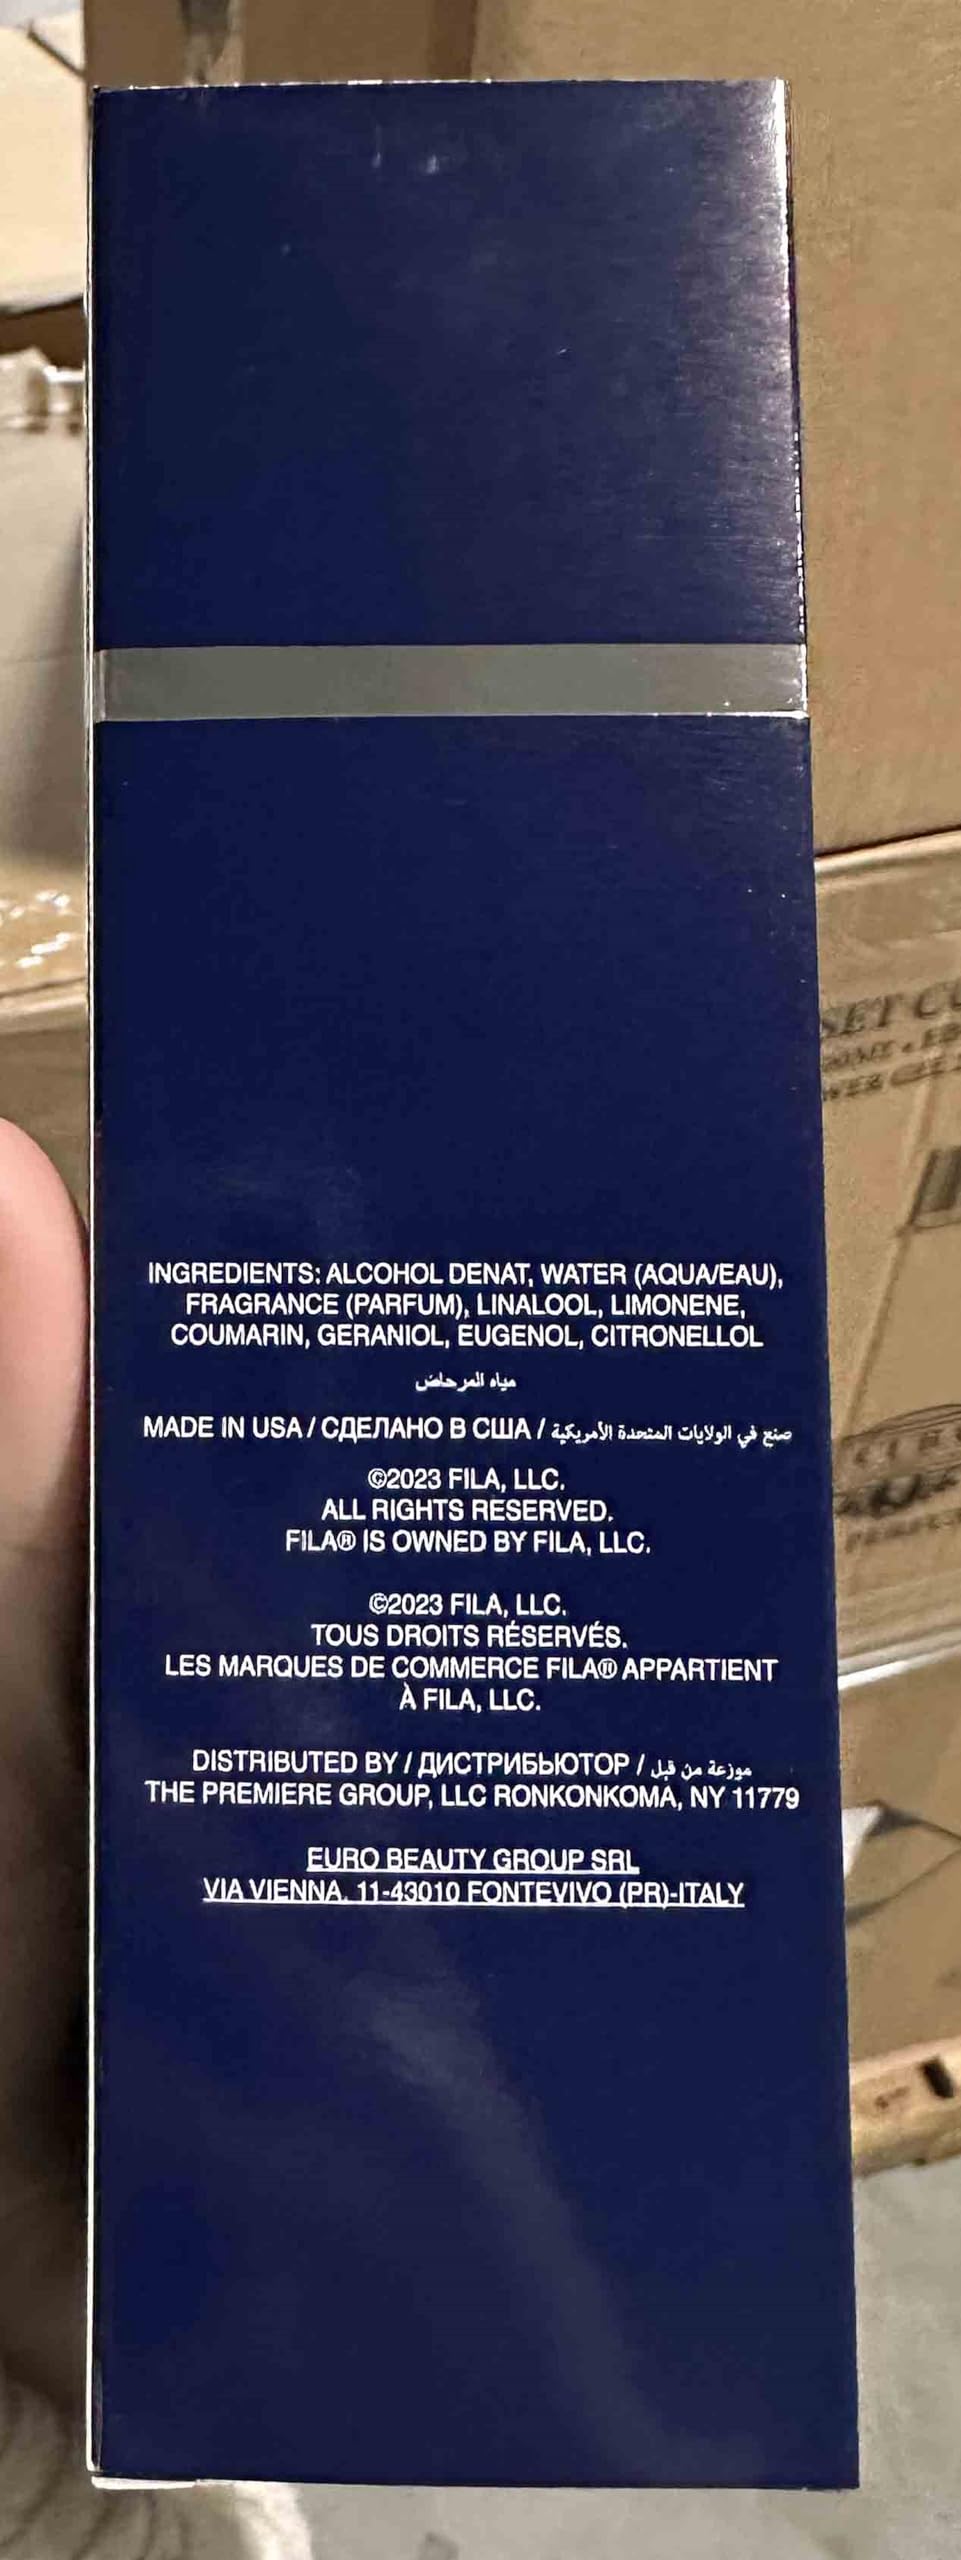 INGREDIENTS: ALCOHOL DENAT, WATER (AQUA/EAU),
FRAGRANCE (PARFUM), LINALOOL, LIMONENE,
COUMARIN, GERANIOL, EUGENOL, CITRONELLOL
مياه المرحاض
MADE IN USA / СДЕЛАНО В США / صنع في الولايات المتحدة الأمريكية
©2023 FILA, LLC.
ALL RIGHTS RESERVED.
FILA® IS OWNED BY FILA, LLC.
©2023 FILA, LLC.
TOUS DROITS RÉSERVÉS.
LES MARQUES DE COMMERCE FILA® APPARTIENT
À FILA, LLC.
DISTRIBUTED BY / ДИСТРИБЬЮТОР / موزعة من قبل
THE PREMIERE GROUP, LLC RONKONKOMA, NY 11779
EURO BEAUTY GROUP SRL
VIA VIENNA. 11-43010 FONTEVIVO (PR)-ITALY
SET